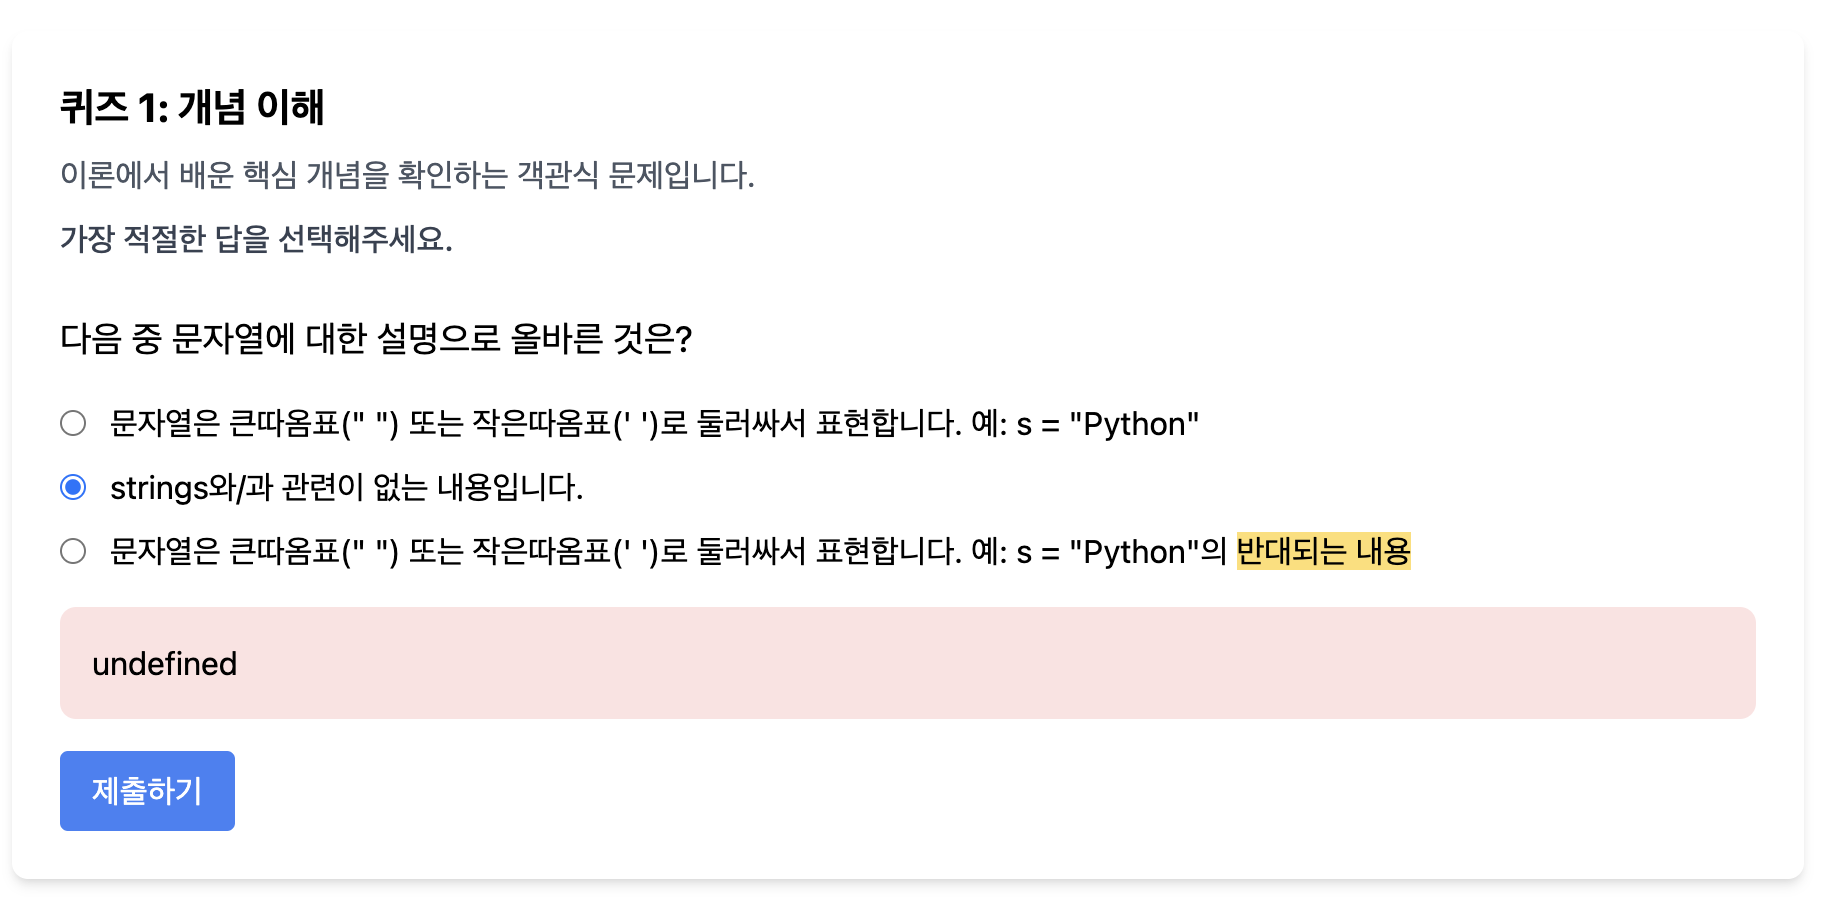 퀴즈 1: 개념 이해
이론에서 배운 핵심 개념을 확인하는 객관식 문제입니다.
가장 적절한 답을 선택해주세요.
다음 중 문자열에 대한 설명으로 올바른 것은?
문자열은 큰따옴표(" ") 또는 작은따옴표(' ')로 둘러싸서 표현합니다. 예: s = "Python"
strings와/과 관련이 없는 내용입니다.
문자열은 큰따옴표(" ") 또는 작은따옴표(' ')로 둘러싸서 표현합니다. 예: s = "Python"의 반대되는 내용
undefined
제출하기